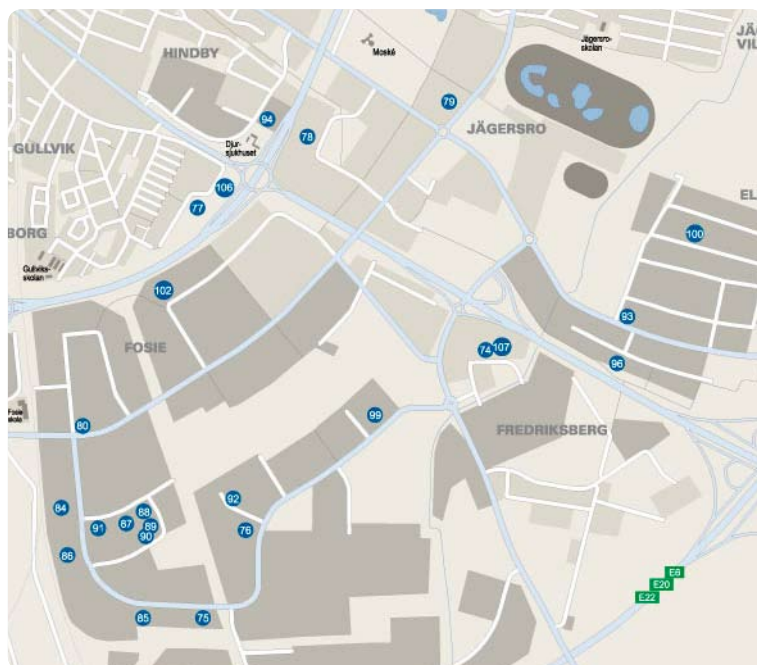 JÄ
VIL
Jägersro-
skolan
Moské
HINDBY
79
94
JÄGERSRO
78
Djur-
sjukhuset
GULLVIK
106
77
EL
BORG
100
Gullviks-
skolan
102
93
FOSIE
74
107
96
Fosie
skola
99
80
FREDRIKSBERG
92
84
88
91
87
89
90
76
86
E6
E20
E22
85
75